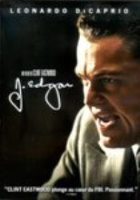 LEONARDO DICAPRIO
UN FILM DE CLINT EASTWOOD
J. Edgar
"CLINT EASTWOOD plonge au cœur du FBI. Passionnant."